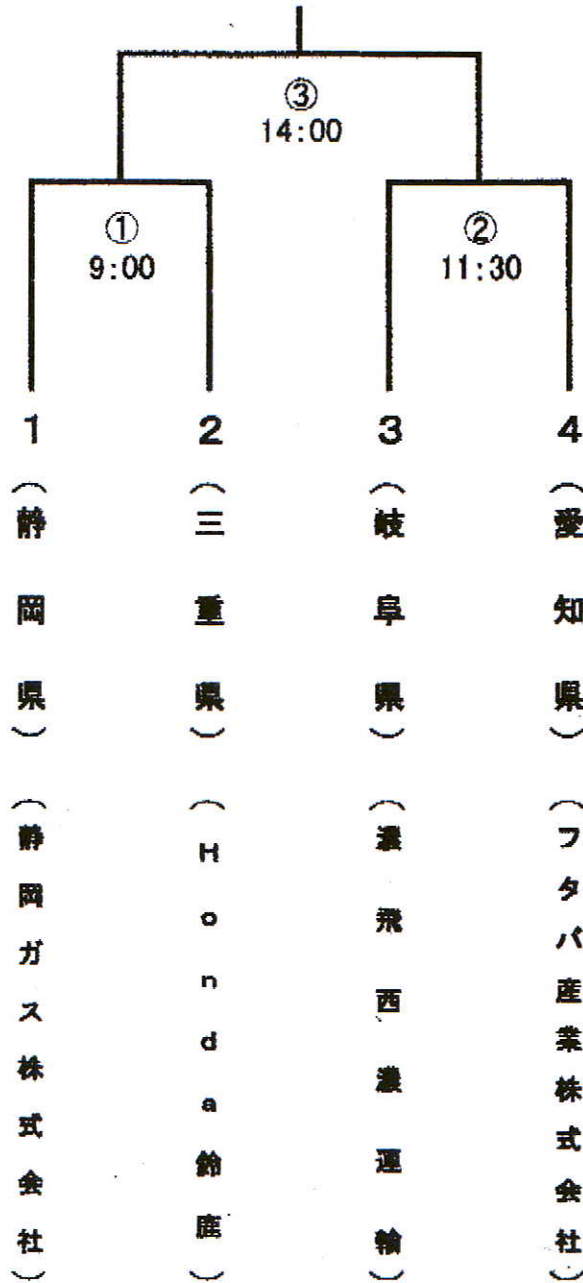 ③
14:00
①
9:00
②
11:30
1
2
3
4
(静岡県)
(三重県)
(岐阜県)
(愛知県)
(静岡ガス株式会社)
(Honda鈴鹿)
(濃飛西濃運輸)
(フタバ産業株式会社)